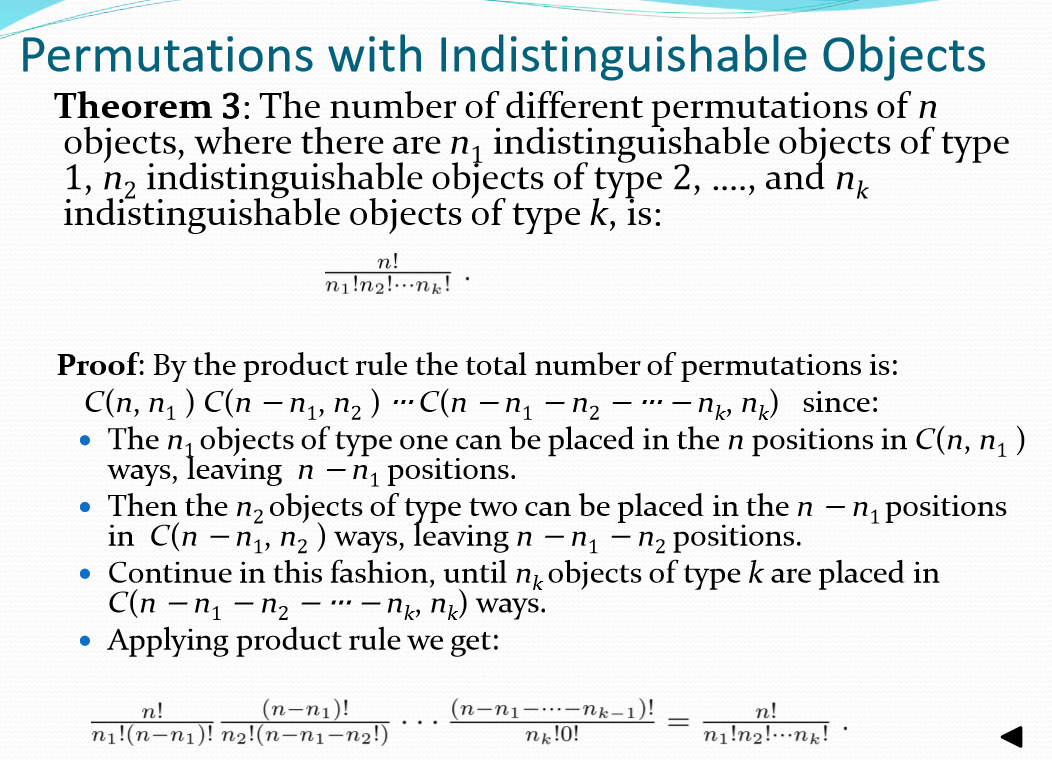 Permutations with Indistinguishable Objects
Theorem 3: The number of different permutations of n
objects, where there are n₁ indistinguishable objects of type
1, n₂ indistinguishable objects of type 2, ...., and nₖ
indistinguishable objects of type k, is:
n! / n₁!n₂!⋯nₖ! .
Proof: By the product rule the total number of permutations is:
C(n, n₁ ) C(n − n₁, n₂ ) ⋯ C(n − n₁ − n₂ − ⋯ − nₖ, nₖ) since:
• The n₁ objects of type one can be placed in the n positions in C(n, n₁ )
ways, leaving n − n₁ positions.
• Then the n₂ objects of type two can be placed in the n − n₁ positions
in C(n − n₁, n₂ ) ways, leaving n − n₁ − n₂ positions.
• Continue in this fashion, until nₖ objects of type k are placed in
C(n − n₁ − n₂ − ⋯ − nₖ, nₖ) ways.
• Applying product rule we get:
n! / n₁!(n−n₁)! (n−n₁)! / n₂!(n−n₁−n₂!) ⋯ (n−n₁−⋯−nₖ₋₁)! / nₖ!0! = n! / n₁!n₂!⋯nₖ! .